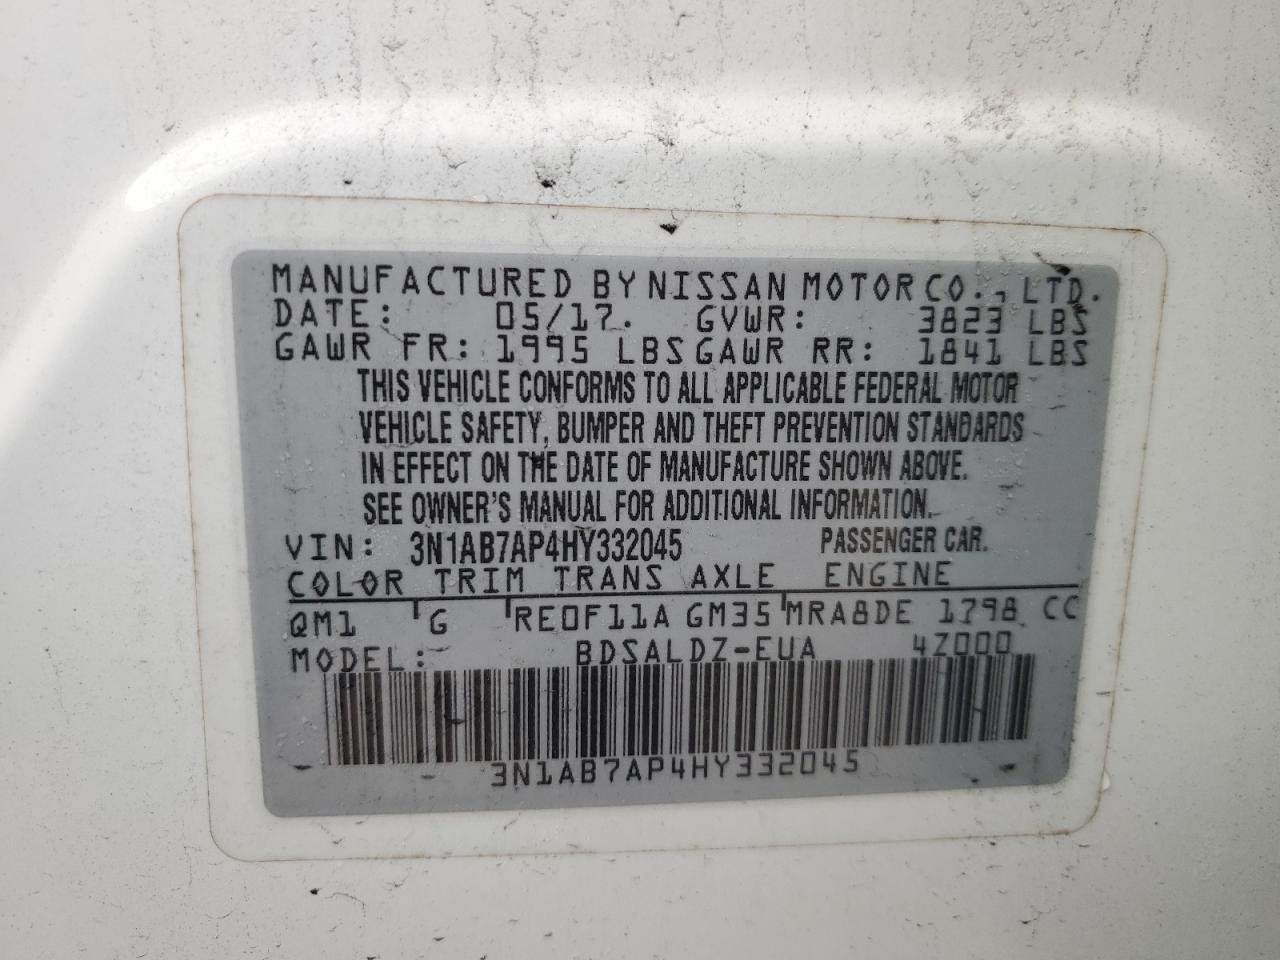 MANUFACTURED BY NISSAN MOTOR CO., LTD.
DATE: 05/17. GVWR: 3823 LBS
GAWR FR: 1995 LBS GAWR RR: 1841 LBS
THIS VEHICLE CONFORMS TO ALL APPLICABLE FEDERAL MOTOR
VEHICLE SAFETY, BUMPER AND THEFT PREVENTION STANDARDS
IN EFFECT ON THE DATE OF MANUFACTURE SHOWN ABOVE.
SEE OWNER'S MANUAL FOR ADDITIONAL INFORMATION.
VIN: 3N1AB7AP4HY332045 PASSENGER CAR.
COLOR TRIM TRANS AXLE ENGINE
QM1 G RE0F11A GM35 MRA8DE 1798 CC
MODEL: BDSALDZ-EUA 4Z000
3N1AB7AP4HY332045